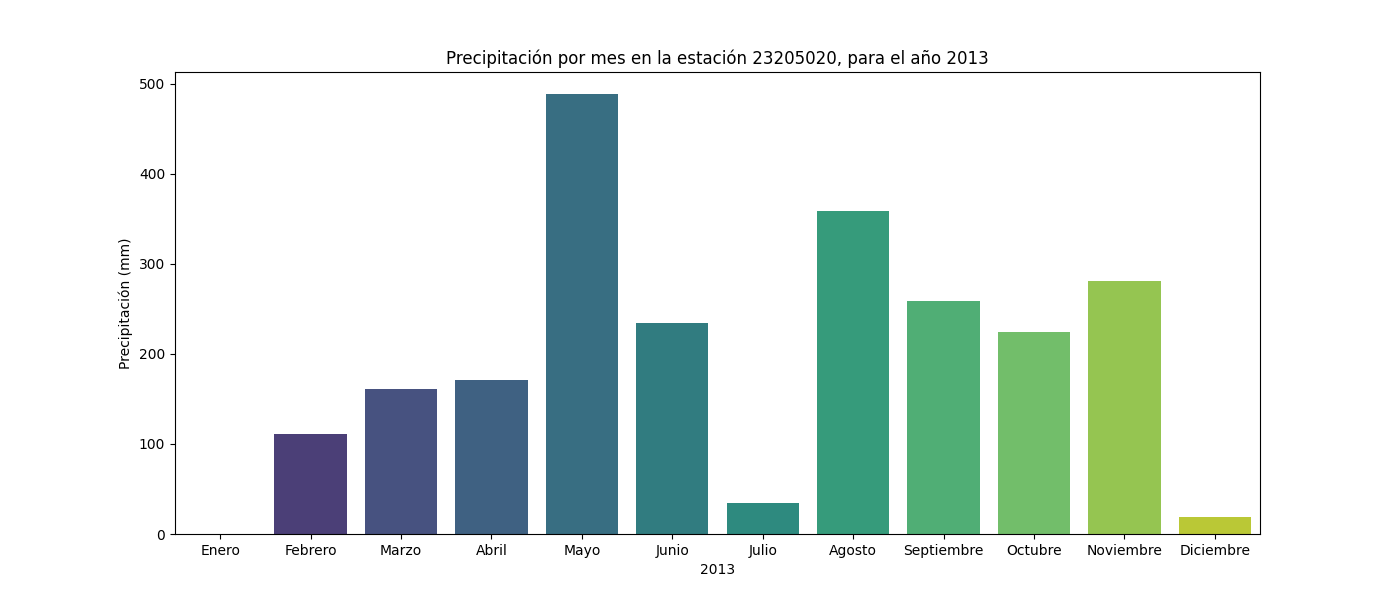 Precipitación por mes en la estación 23205020, para el año 2013
Precipitación (mm)
500
400
300
200
100
0
Enero Febrero Marzo Abril Mayo Junio Julio Agosto Septiembre Octubre Noviembre Diciembre
2013